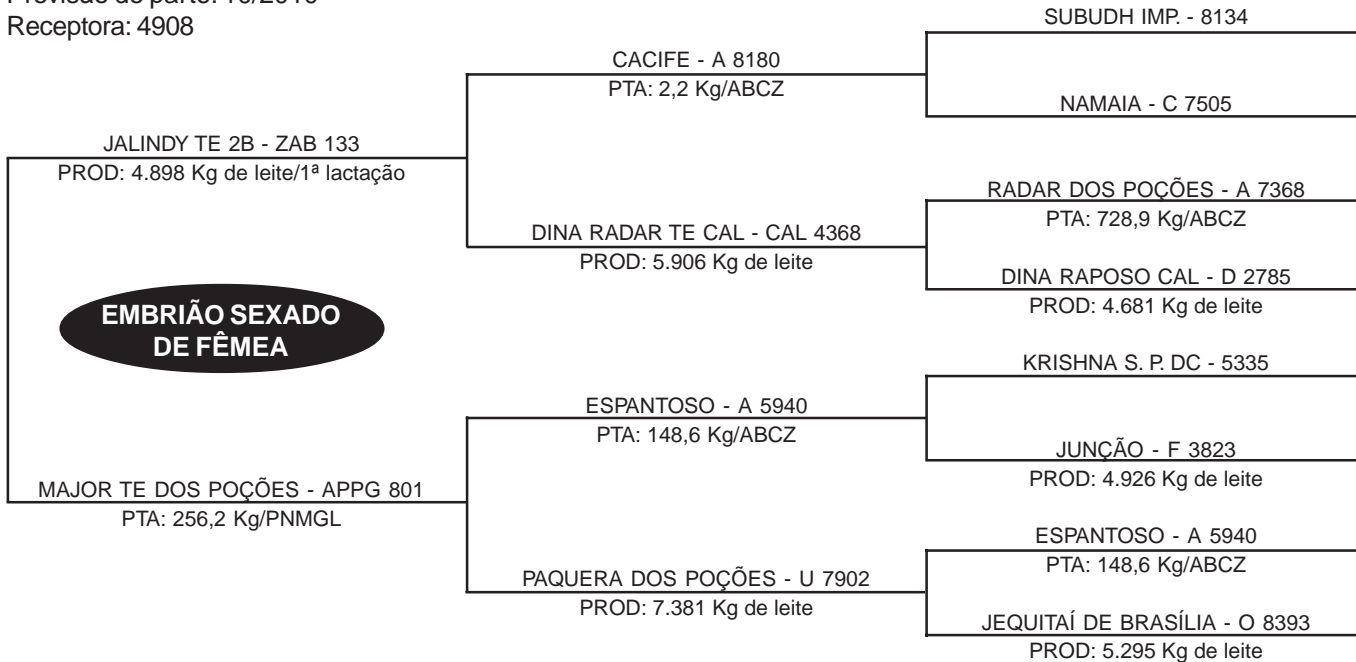 Receptora: 4908
SUBUDH IMP. - 8134
CACIFE - A 8180
PTA: 2,2 Kg/ABCZ
NAMAIA - C 7505
JALINDY TE 2B - ZAB 133
PROD: 4.898 Kg de leite/1ª lactação
RADAR DOS POÇÕES - A 7368
PTA: 728,9 Kg/ABCZ
DINA RADAR TE CAL - CAL 4368
PROD: 5.906 Kg de leite
DINA RAPOSO CAL - D 2785
PROD: 4.681 Kg de leite
EMBRIÃO SEXADO
DE FÊMEA
KRISHNA S. P. DC - 5335
ESPANTOSO - A 5940
PTA: 148,6 Kg/ABCZ
JUNÇÃO - F 3823
PROD: 4.926 Kg de leite
MAJOR TE DOS POÇÕES - APPG 801
PTA: 256,2 Kg/PNMGL
ESPANTOSO - A 5940
PTA: 148,6 Kg/ABCZ
PAQUERA DOS POÇÕES - U 7902
PROD: 7.381 Kg de leite
JEQUITAÍ DE BRASÍLIA - O 8393
PROD: 5.295 Kg de leite